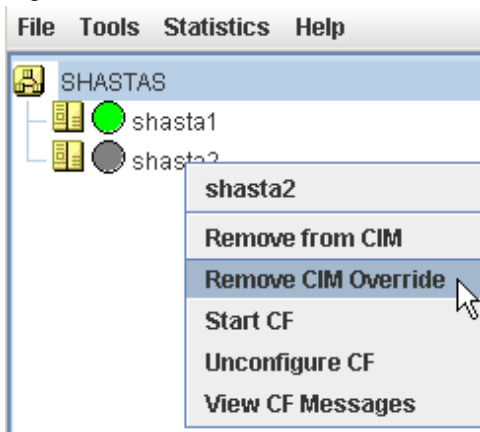 File Tools Statistics Help
SHASTAS
shasta1
shasta2
shasta2
Remove from CIM
Remove CIM Override
Start CF
Unconfigure CF
View CF Messages